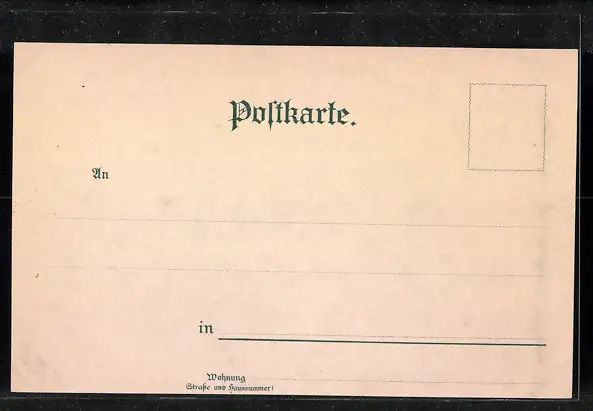 Poſtkarte.
An
in
Wohnung
(Straße und Hausnummer)